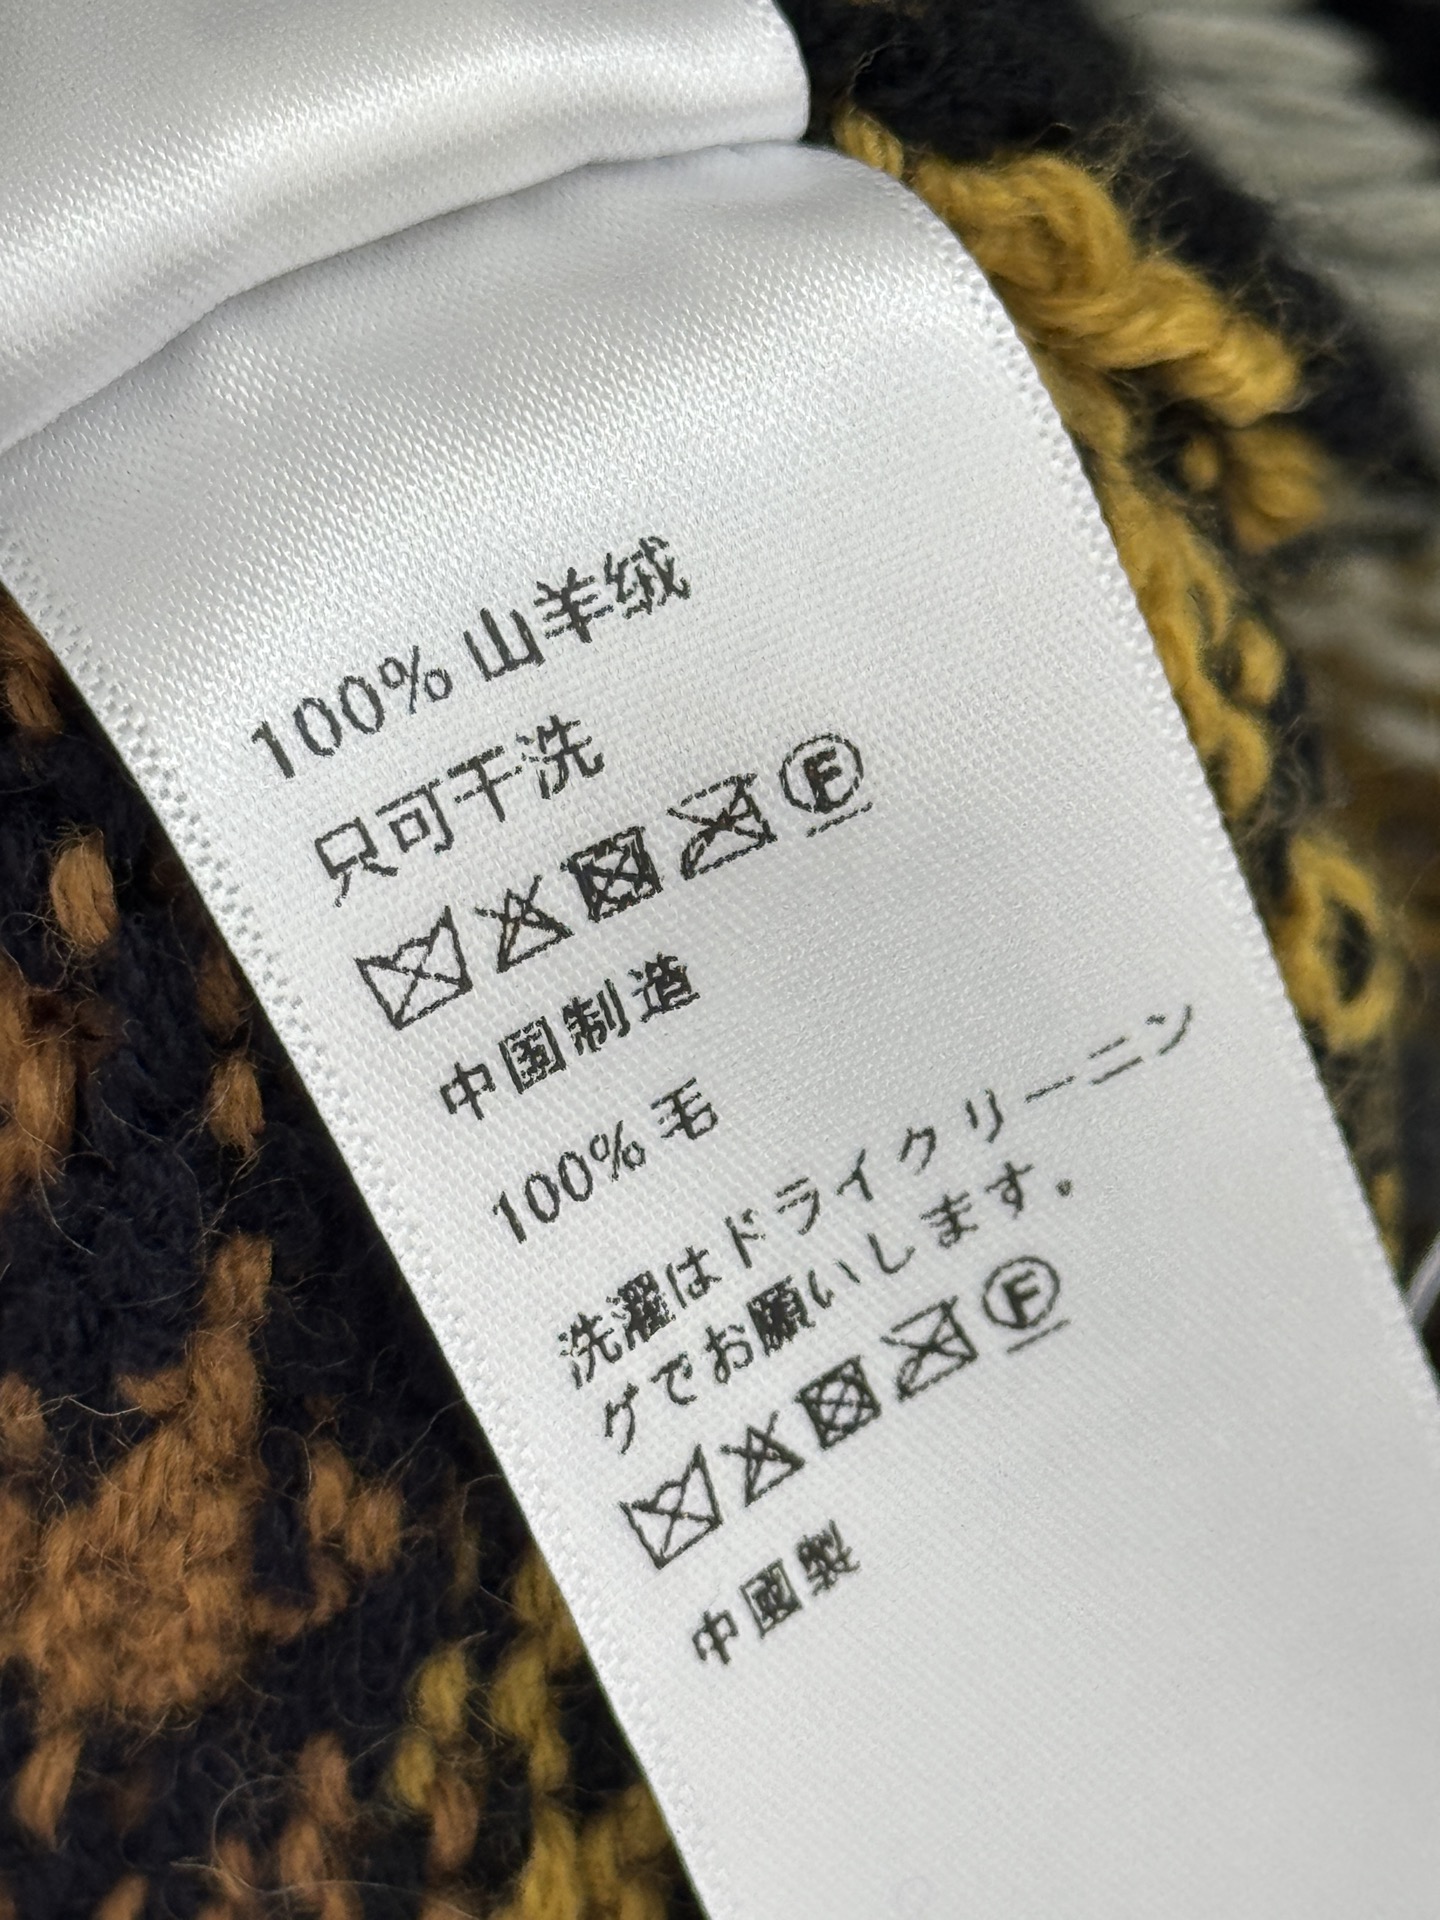 100% 山羊绒
只可干洗
F
中国制造
100% 毛
洗濯はドライクリーニン
グでお願いします。
F
中國製